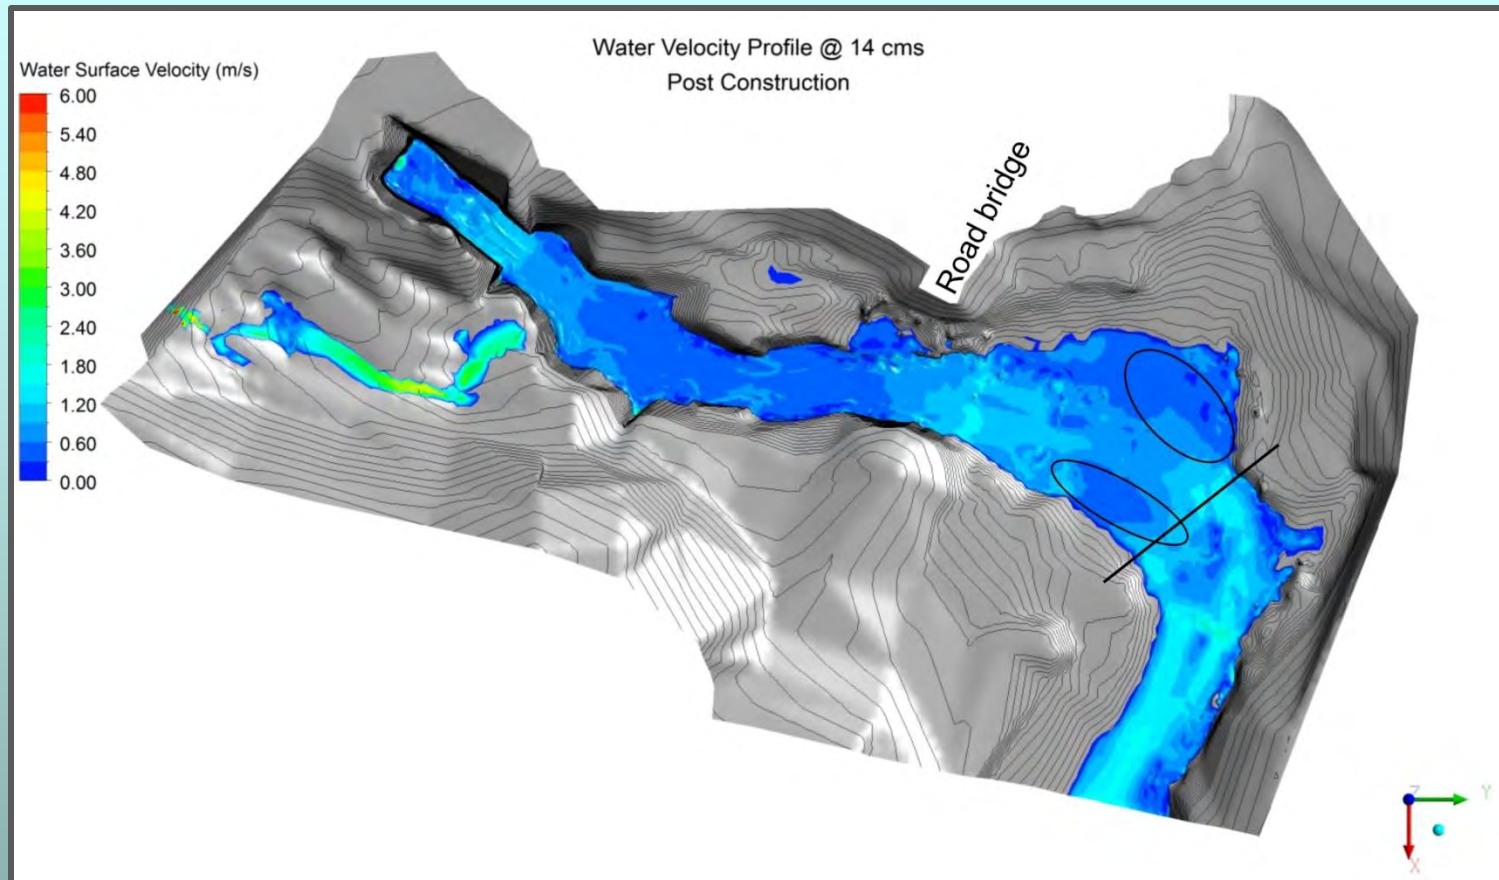 Water Velocity Profile @ 14 cms
Post Construction
Water Surface Velocity (m/s)
6.00
5.40
4.80
4.20
3.60
3.00
2.40
1.80
1.20
0.60
0.00
Road bridge
Z
Y
X